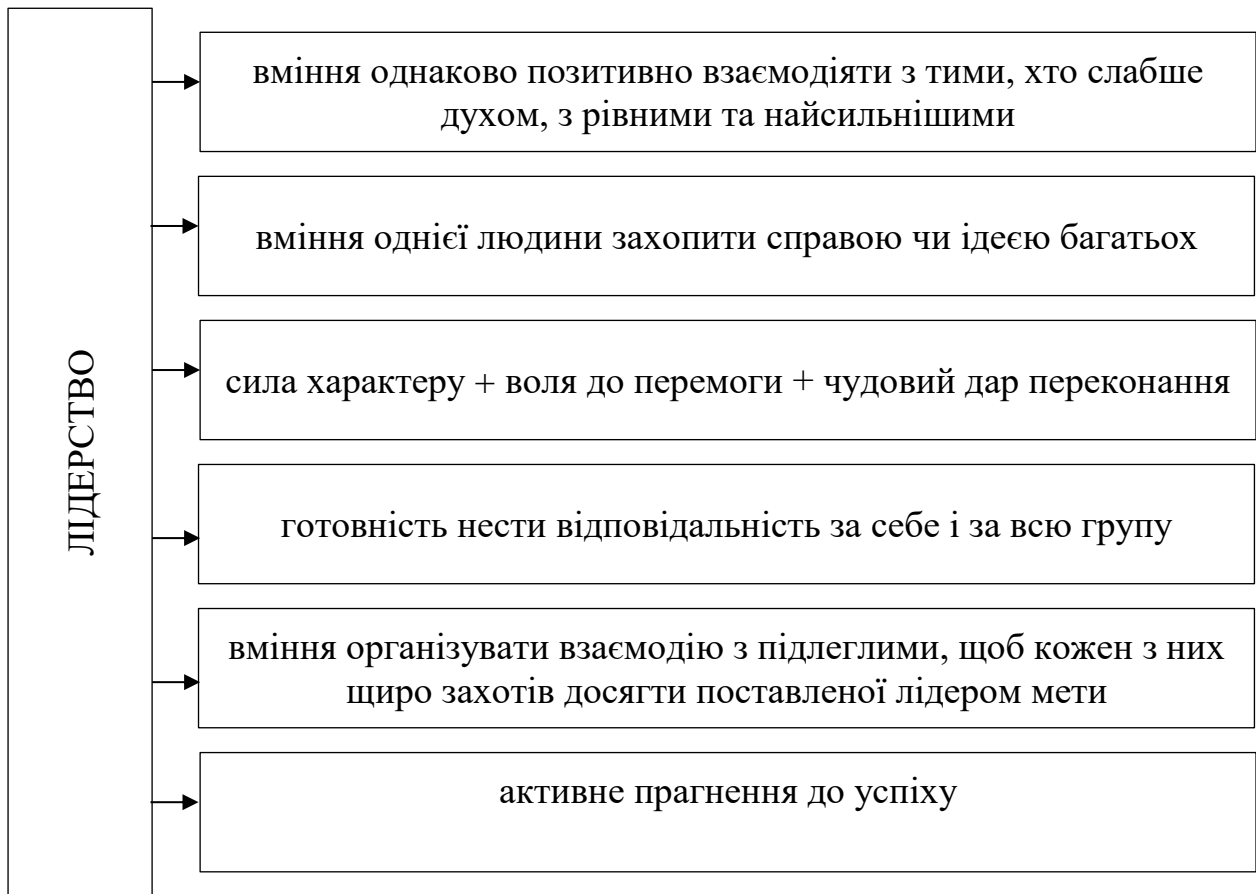 ЛІДЕРСТВО
вміння однаково позитивно взаємодіяти з тими, хто слабше
духом, з рівними та найсильнішими
вміння однієї людини захопити справою чи ідеєю багатьох
сила характеру + воля до перемоги + чудовий дар переконання
готовність нести відповідальність за себе і за всю групу
вміння організувати взаємодію з підлеглими, щоб кожен з них
щиро захотів досягти поставленої лідером мети
активне прагнення до успіху